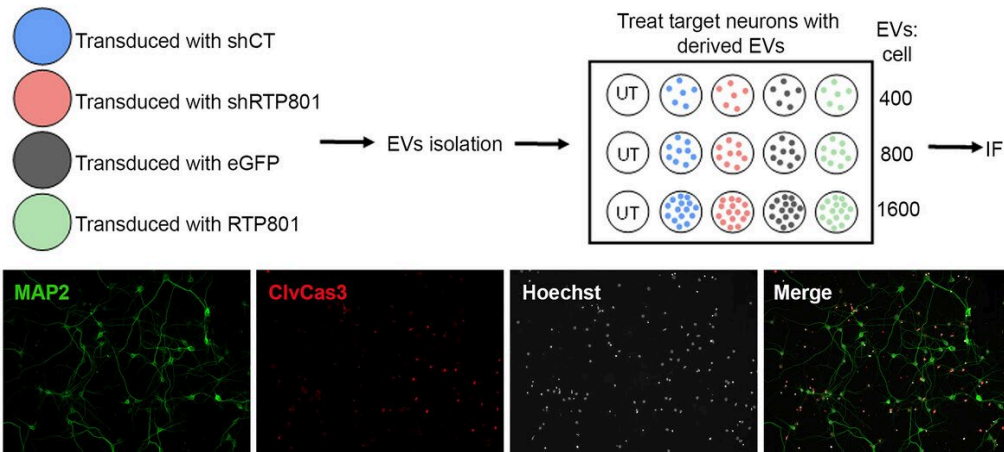 Transduced with shCT
Transduced with shRTP801
Transduced with eGFP
Transduced with RTP801
EVs isolation
Treat target neurons with
derived EVs
EVs:
cell
UT
400
UT
800
UT
1600
IF
MAP2
ClvCas3
Hoechst
Merge